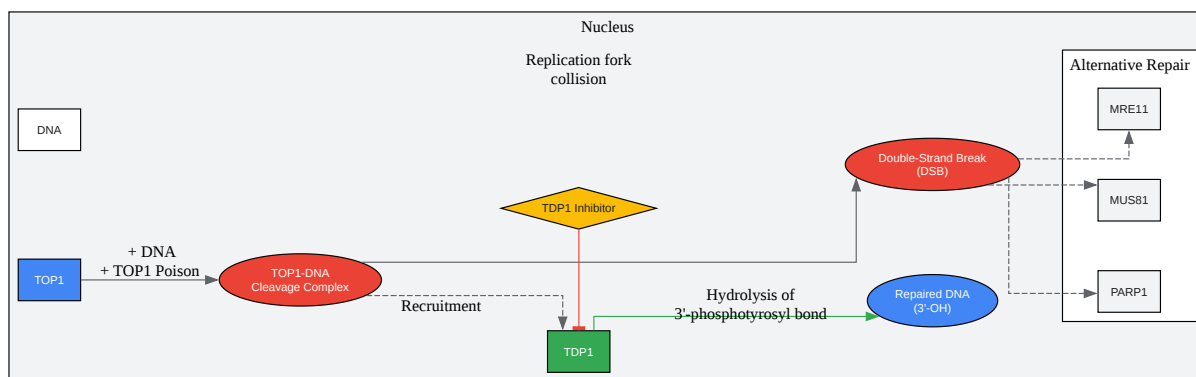 Nucleus
Replication fork
collision
Alternative Repair
MRE11
DNA
Double-Strand Break
(DSB)
MUS81
TDP1 Inhibitor
+ DNA
+ TOP1 Poison
TOP1
TOP1-DNA
Cleavage Complex
Recruitment
Hydrolysis of
3'-phosphotyrosyl bond
Repaired DNA
(3'-OH)
PARP1
TDP1